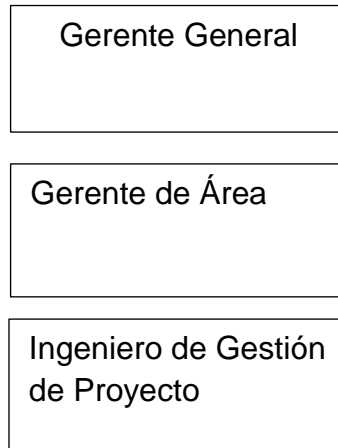 Gerente General
Gerente de Área
Ingeniero de Gestión
de Proyecto